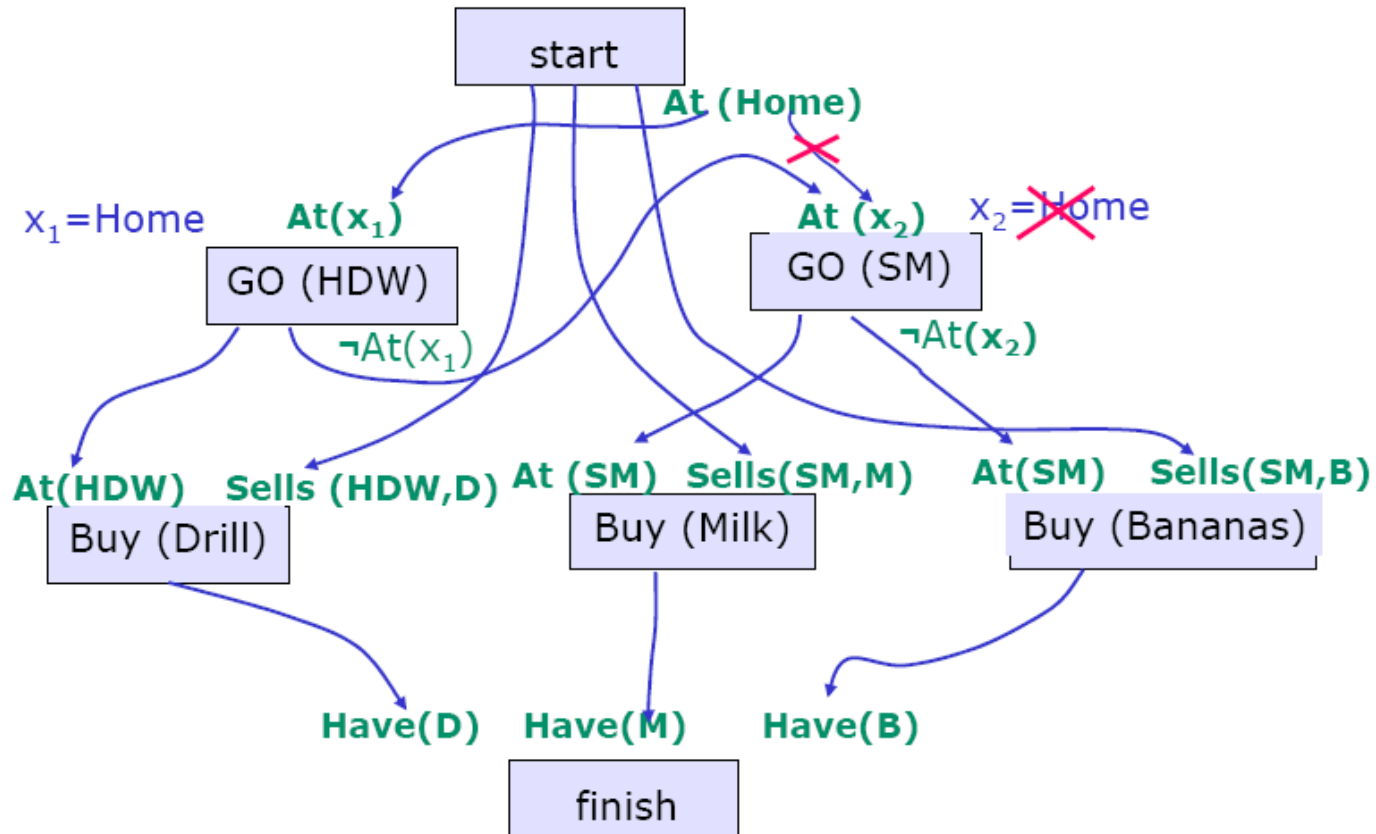 start
At (Home)
x₁=Home
At(x₁)
At (x₂)
x₂=Home
GO (HDW)
GO (SM)
¬At(x₁)
¬At(x₂)
At(HDW)
Sells (HDW,D)
At (SM)
Sells(SM,M)
At(SM)
Sells(SM,B)
Buy (Drill)
Buy (Milk)
Buy (Bananas)
Have(D)
Have(M)
Have(B)
finish